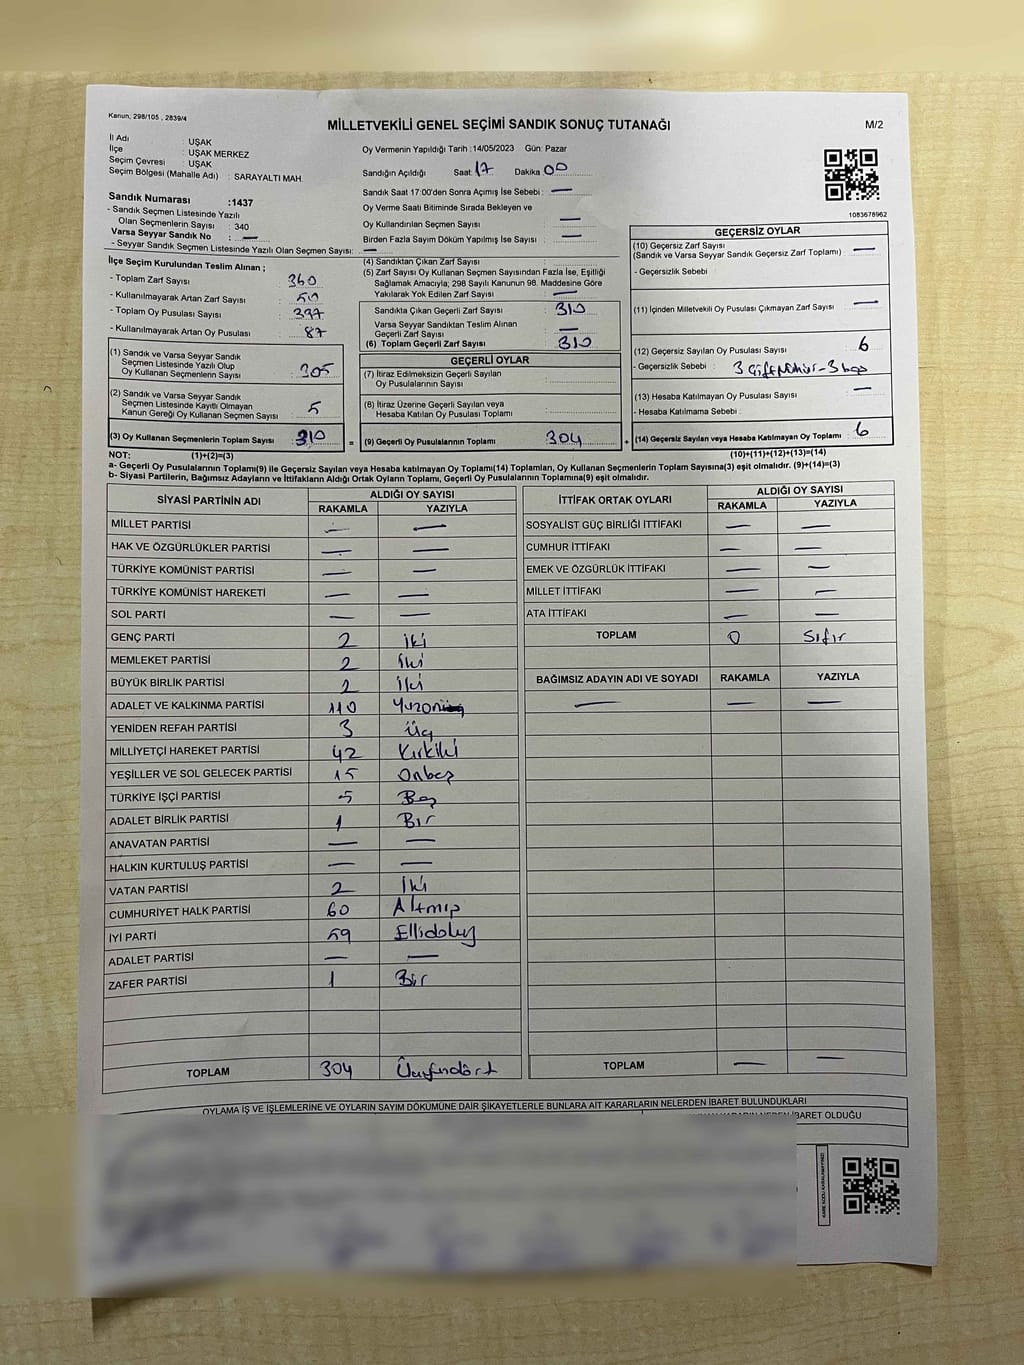 Kanun; 298/105 , 2839/4
MİLLETVEKİLİ GENEL SEÇİMİ SANDIK SONUÇ TUTANAĞI
M/2
İl Adı : UŞAK
İlçe : UŞAK MERKEZ
Seçim Çevresi : UŞAK
Seçim Bölgesi (Mahalle Adı) : SARAYALTI MAH.
Sandık Numarası :1437
- Sandık Seçmen Listesinde Yazılı
Olan Seçmenlerin Sayısı : 340
Varsa Seyyar Sandık No : —
- Seyyar Sandık Seçmen Listesinde Yazılı Olan Seçmen Sayısı: —
Oy Vermenin Yapıldığı Tarih :14/05/2023 Gün: Pazar
Sandığın Açıldığı Saat: 17 Dakika 00
Sandık Saat 17:00'den Sonra Açımış İse Sebebi : —
Oy Verme Saati Bitiminde Sırada Bekleyen ve
Oy Kullandırılan Seçmen Sayısı : —
Birden Fazla Sayım Döküm Yapılmış İse Sayısı : —
1083678962
İlçe Seçim Kurulundan Teslim Alınan ;
- Toplam Zarf Sayısı : 360
- Kullanılmayarak Artan Zarf Sayısı : 50
- Toplam Oy Pusulası Sayısı : 397
- Kullanılmayarak Artan Oy Pusulası : 87
(1) Sandık ve Varsa Seyyar Sandık
Seçmen Listesinde Yazılı Olup
Oy Kullanan Seçmenlerin Sayısı : 305
(2) Sandık ve Varsa Seyyar Sandık
Seçmen Listesinde Kayıtlı Olmayan
Kanun Gereği Oy Kullanan Seçmen Sayısı : 5
(3) Oy Kullanan Seçmenlerin Toplam Sayısı : 310
(4) Sandıktan Çıkan Zarf Sayısı :
(5) Zarf Sayısı Oy Kullanan Seçmen Sayısından Fazla İse, Eşitliği
Sağlamak Amacıyla; 298 Sayılı Kanunun 98. Maddesine Göre
Yakılarak Yok Edilen Zarf Sayısı : —
Sandıkta Çıkan Geçerli Zarf Sayısı : 310
Varsa Seyyar Sandıktan Teslim Alınan
Geçerli Zarf Sayısı : —
(6) Toplam Geçerli Zarf Sayısı : 310
GEÇERLİ OYLAR
(7) İtiraz Edilmeksizin Geçerli Sayılan
Oy Pusulalarının Sayısı :
(8) İtiraz Üzerine Geçerli Sayılan veya
Hesaba Katılan Oy Pusulası Toplamı :
= (9) Geçerli Oy Pusulalarının Toplamı : 304
GEÇERSİZ OYLAR
(10) Geçersiz Zarf Sayısı
(Sandık ve Varsa Seyyar Sandık Geçersiz Zarf Toplamı) : —
- Geçersizlik Sebebi :
(11) İçinden Milletvekili Oy Pusulası Çıkmayan Zarf Sayısı : —
(12) Geçersiz Sayılan Oy Pusulası Sayısı : 6
- Geçersizlik Sebebi : 3 Çift mühür - 3 boş
(13) Hesaba Katılmayan Oy Pusulası Sayısı : —
- Hesaba Katılmama Sebebi :
+ (14) Geçersiz Sayılan veya Hesaba Katılmayan Oy Toplamı : 6
NOT: (1)+(2)=(3) (10)+(11)+(12)+(13)=(14)
a- Geçerli Oy Pusulalarının Toplamı(9) ile Geçersiz Sayılan veya Hesaba katılmayan Oy Toplamı(14) Toplamları, Oy Kullanan Seçmenlerin Toplam Sayısına(3) eşit olmalıdır. (9)+(14)=(3)
b- Siyasi Partilerin, Bağımsız Adayların ve İttifakların Aldığı Ortak Oyların Toplamı, Geçerli Oy Pusulalarının Toplamına(9) eşit olmalıdır.
SİYASİ PARTİNİN ADI ALDIĞI OY SAYISI
RAKAMLA YAZIYLA
MİLLET PARTİSİ — —
HAK VE ÖZGÜRLÜKLER PARTİSİ — —
TÜRKİYE KOMÜNİST PARTİSİ — —
TÜRKİYE KOMÜNİST HAREKETİ — —
SOL PARTİ — —
GENÇ PARTİ 2 iki
MEMLEKET PARTİSİ 2 iki
BÜYÜK BİRLİK PARTİSİ 2 iki
ADALET VE KALKINMA PARTİSİ 110 Yüzon
YENİDEN REFAH PARTİSİ 3 üç
MİLLİYETÇİ HAREKET PARTİSİ 42 Kırkiki
YEŞİLLER VE SOL GELECEK PARTİSİ 15 Onbeş
TÜRKİYE İŞÇİ PARTİSİ 5 Beş
ADALET BİRLİK PARTİSİ 1 Bir
ANAVATAN PARTİSİ — —
HALKIN KURTULUŞ PARTİSİ — —
VATAN PARTİSİ 2 İki
CUMHURİYET HALK PARTİSİ 60 Altmış
İYİ PARTİ 59 Ellidokuz
ADALET PARTİSİ — —
ZAFER PARTİSİ 1 Bir
TOPLAM 304 Üçyüzdört
İTTİFAK ORTAK OYLARI ALDIĞI OY SAYISI
RAKAMLA YAZIYLA
SOSYALİST GÜÇ BİRLİĞİ İTTİFAKI — —
CUMHUR İTTİFAKI — —
EMEK VE ÖZGÜRLÜK İTTİFAKI — —
MİLLET İTTİFAKI — —
ATA İTTİFAKI — —
TOPLAM 0 Sıfır
BAĞIMSIZ ADAYIN ADI VE SOYADI RAKAMLA YAZIYLA
— — —
TOPLAM — —
OYLAMA İŞ VE İŞLEMLERİNE VE OYLARIN SAYIM DÖKÜMÜNE DAİR ŞİKAYETLERLE BUNLARA AİT KARARLARIN NELERDEN İBARET BULUNDUKLARI
İBARET OLDUĞU